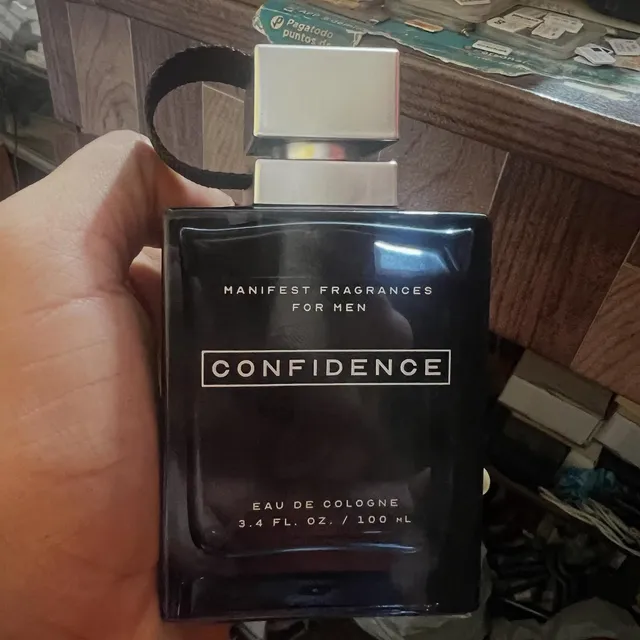 Pagatodo
puntos de
MANIFEST FRAGRANCES
FOR MEN
CONFIDENCE
EAU DE COLOGNE
3.4 FL. OZ. / 100 ML